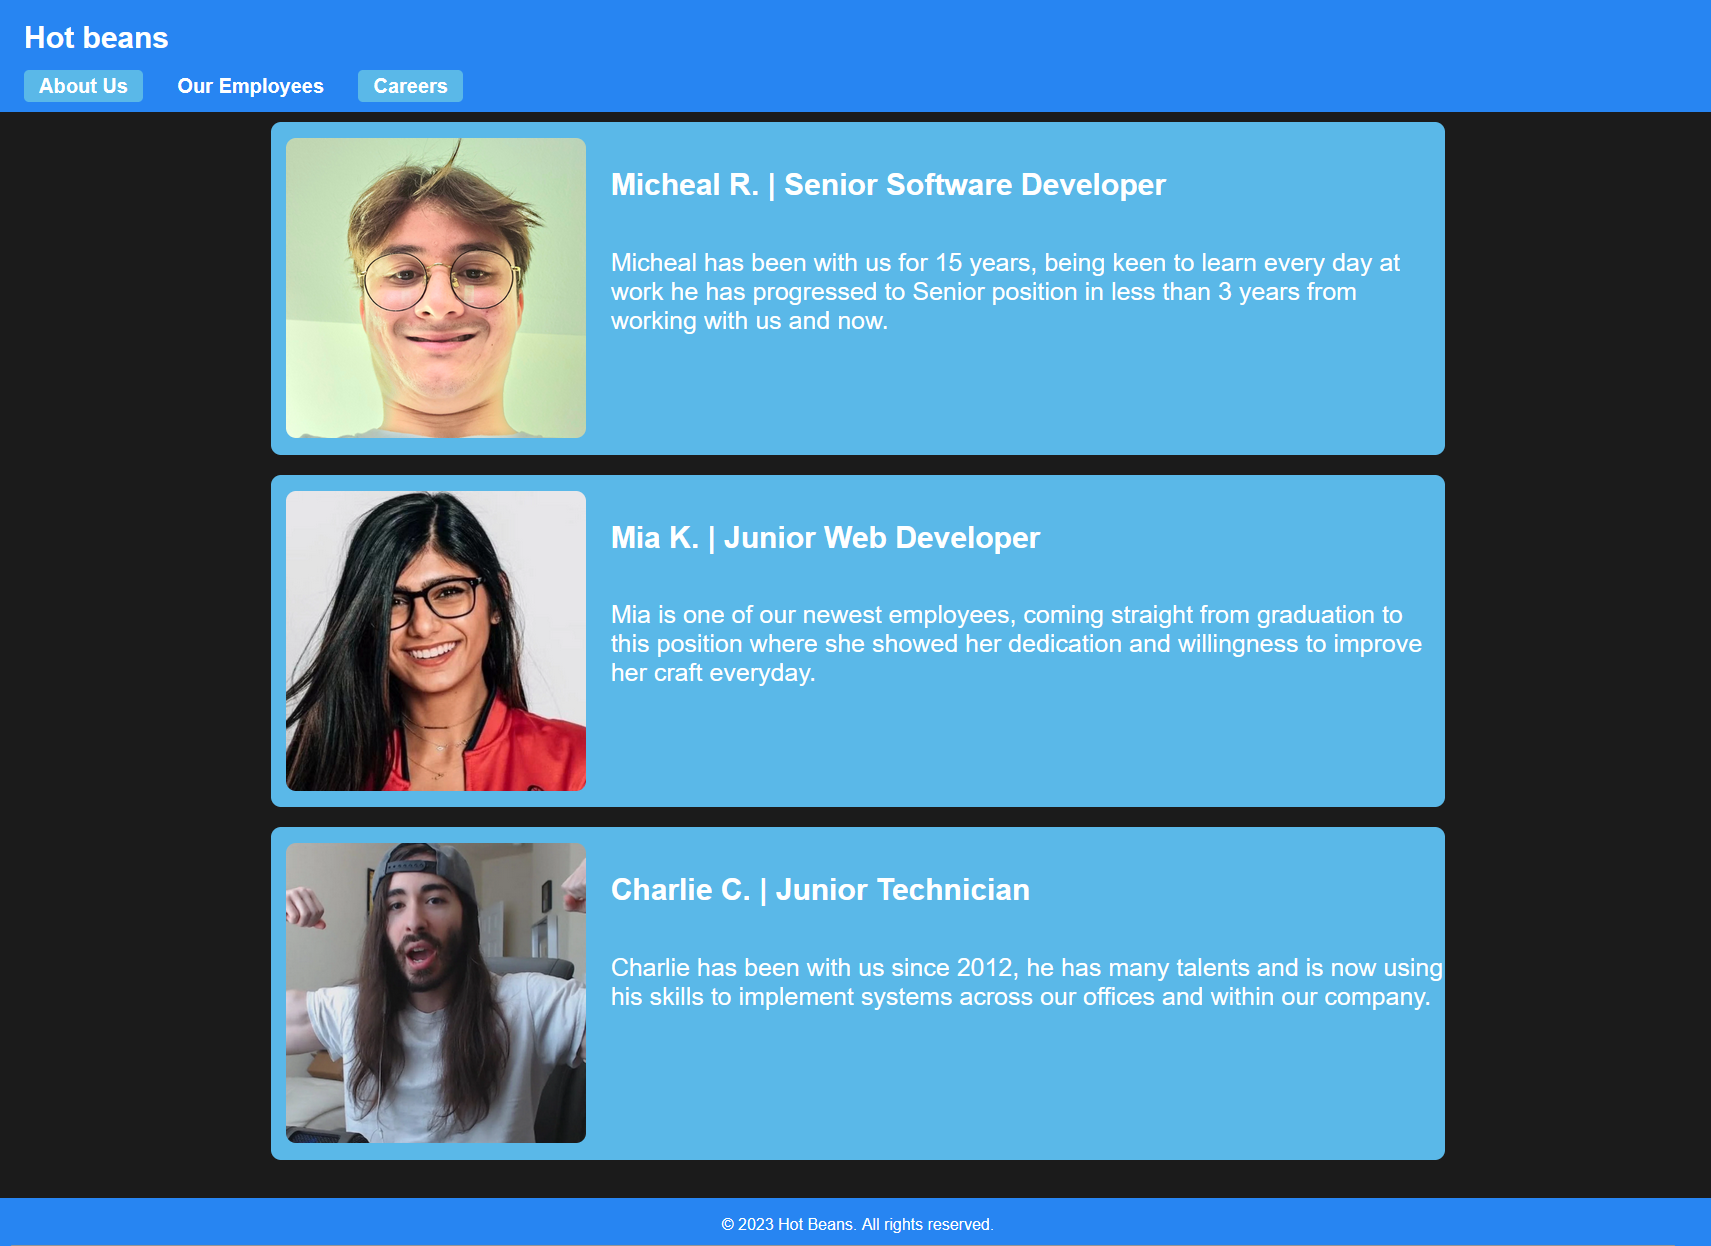 Hot beans
About Us Our Employees Careers
Micheal R. | Senior Software Developer
Micheal has been with us for 15 years, being keen to learn every day at
work he has progressed to Senior position in less than 3 years from
working with us and now.
Mia K. | Junior Web Developer
Mia is one of our newest employees, coming straight from graduation to
this position where she showed her dedication and willingness to improve
her craft everyday.
Charlie C. | Junior Technician
Charlie has been with us since 2012, he has many talents and is now using
his skills to implement systems across our offices and within our company.
© 2023 Hot Beans. All rights reserved.